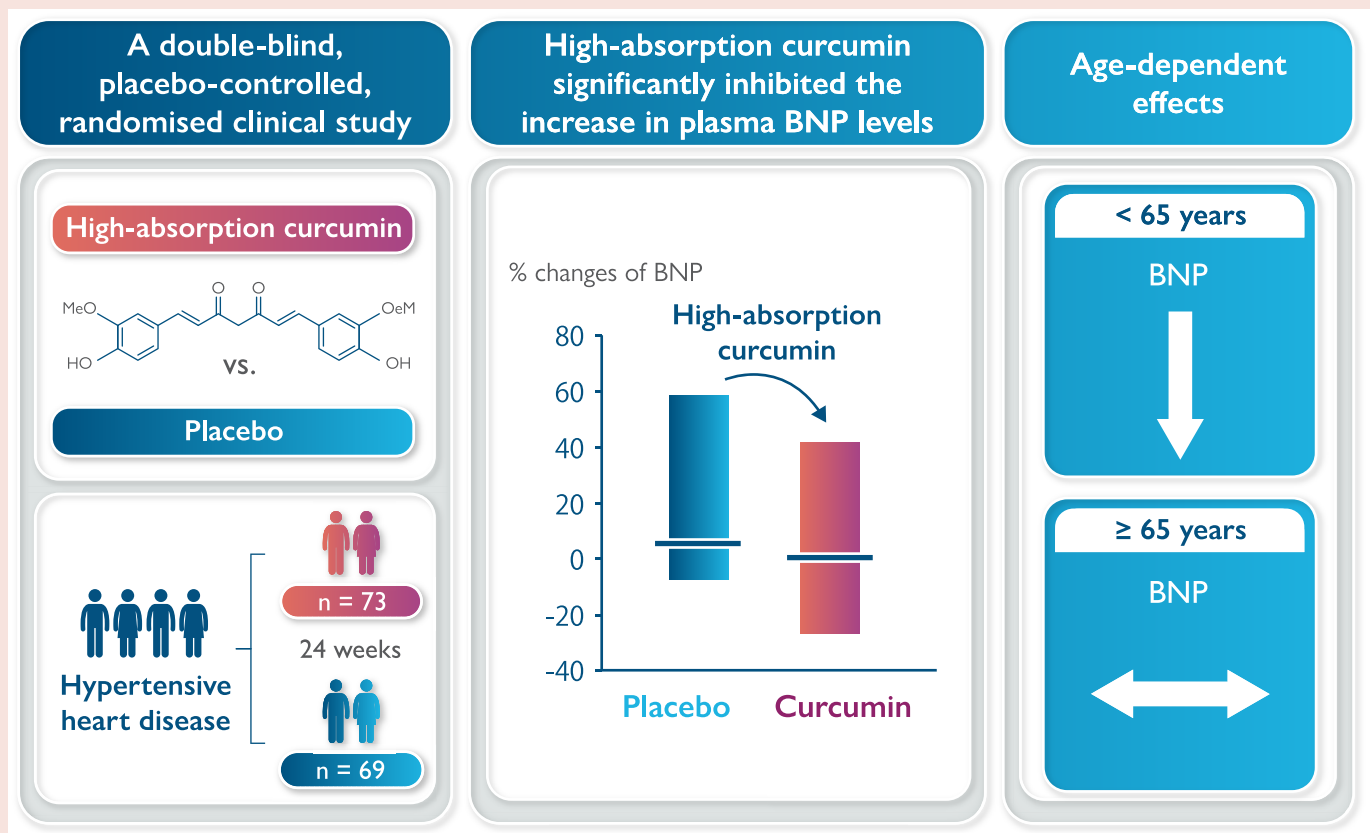 A double-blind,
placebo-controlled,
randomised clinical study
High-absorption curcumin
MeO
O
O
OeM
HO
OH
vs.
Placebo
n = 73
24 weeks
Hypertensive
heart disease
n = 69
High-absorption curcumin
significantly inhibited the
increase in plasma BNP levels
% changes of BNP
High-absorption
curcumin
80
60
40
20
0
-20
-40
Placebo
Curcumin
Age-dependent
effects
< 65 years
BNP
≥ 65 years
BNP